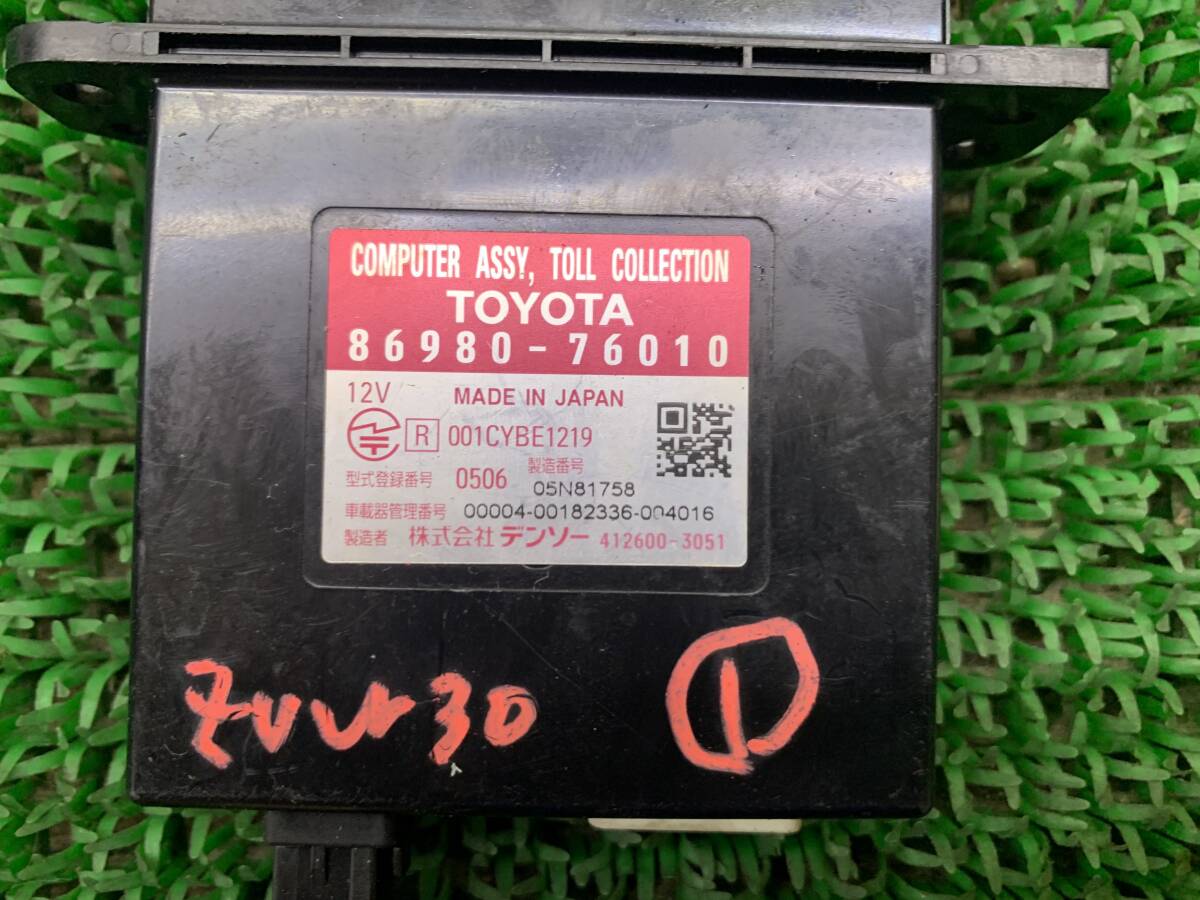 COMPUTER ASSY, TOLL COLLECTION
TOYOTA
86980-76010
12V MADE IN JAPAN
R 001CYBE1219
型式登録番号 0506 製造番号 05N81758
車載器管理番号 00004-00182336-004016
製造者 株式会社 デンソー 412600-3051
ZVW30 ①